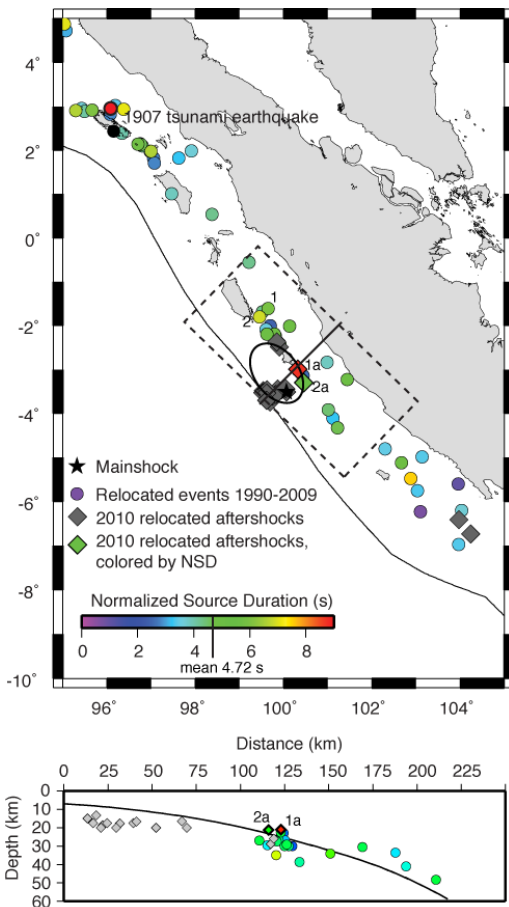 4°
1907 tsunami earthquake
2°
0°
1
2
-2°
1a
2a
-4°
Mainshock
Relocated events 1990-2009
-6°
2010 relocated aftershocks
2010 relocated aftershocks,
colored by NSD
-8°
Normalized Source Duration (s)
0 2 4 6 8
mean 4.72 s
-10°
96° 98° 100° 102° 104°
Distance (km)
0 25 50 75 100 125 150 175 200 225
0
10
20
30
40
50
60
Depth (km)
2a 1a